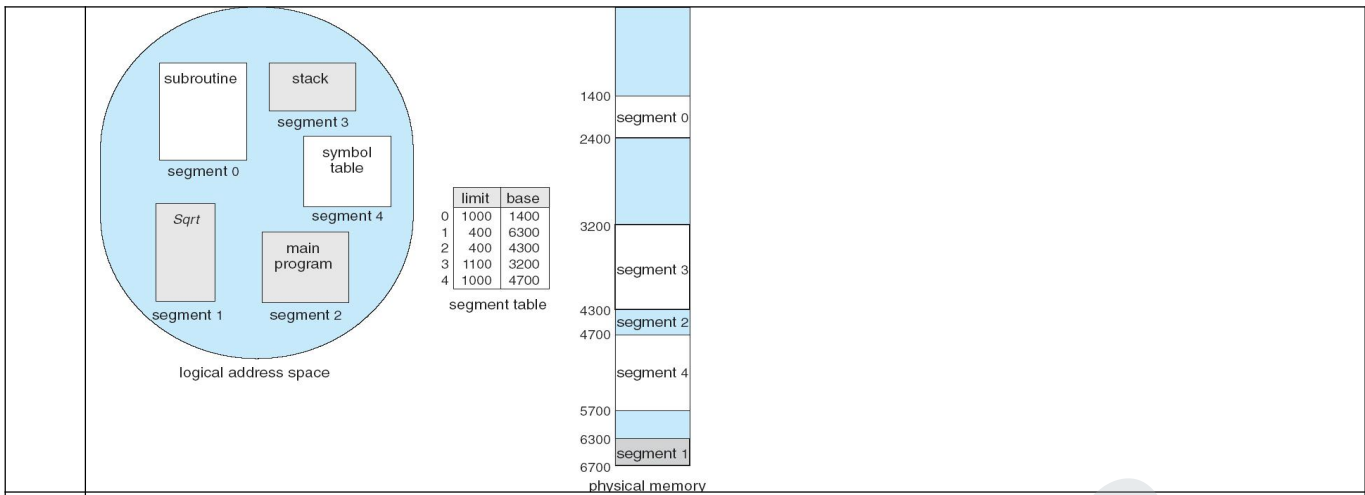 subroutine
stack
segment 3
symbol
table
segment 0
segment 4
Sqrt
main
program
segment 1
segment 2
logical address space
limit base
0 1000 1400
1 400 6300
2 400 4300
3 1100 3200
4 1000 4700
segment table
1400
segment 0
2400
3200
segment 3
4300
segment 2
4700
segment 4
5700
6300
segment 1
6700
physical memory